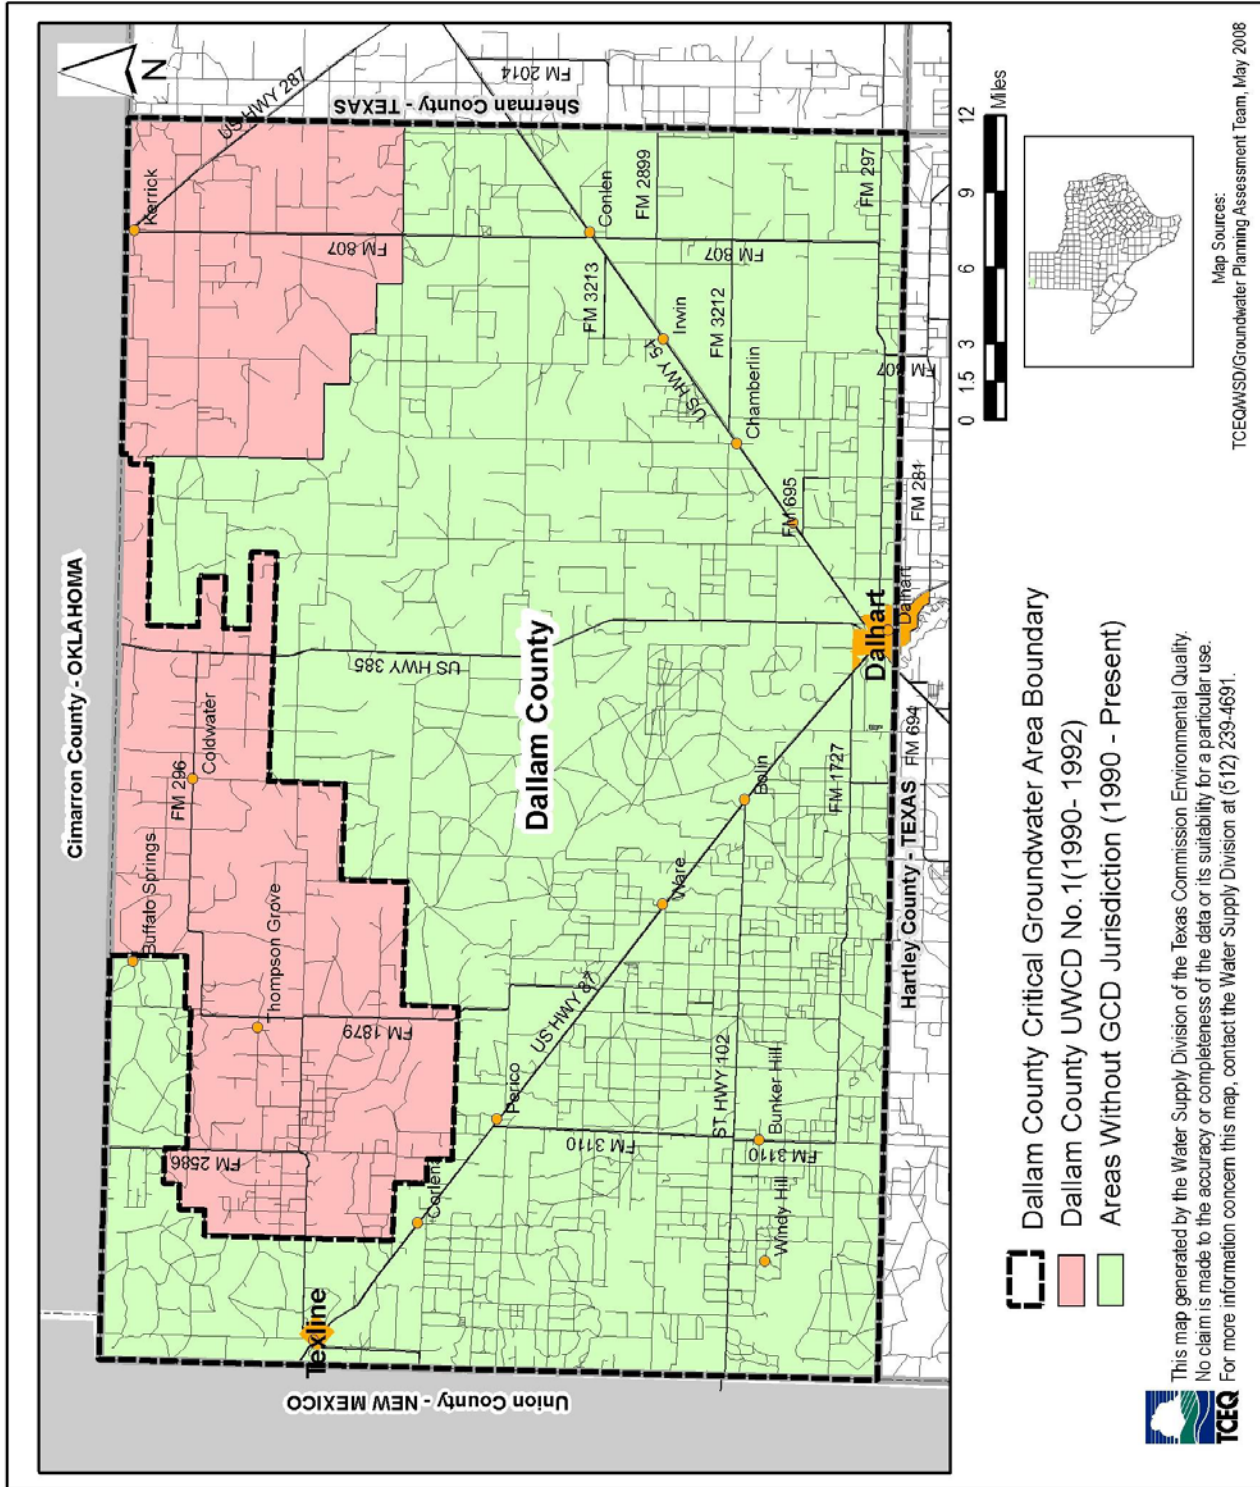 Cimarron County - OKLAHOMA
N
Union County - NEW MEXICO
Sherman County - TEXAS
Hartley County - TEXAS
Dallam County
Texline
Dalhart
Dalhart
Buffalo Springs
Coldwater
Thompson Grove
Kerrick
Corlena
Perico
Ware
Bolin
Bunker Hill
Windy Hill
Conlen
Irwin
Chamberlin
US HWY 287
FM 296
FM 2586
FM 1879
US HWY 385
FM 807
FM 2014
US HWY 87
US HWY 54
FM 3213
FM 2899
FM 3212
FM 807
ST HWY 102
FM 3110
FM 3110
FM 695
FM 297
FM 807
FM 1727
FM 694
FM 281
0 1.5 3 6 9 12
Miles
Dallam County Critical Groundwater Area Boundary
Dallam County UWCD No. 1 (1990- 1992)
Areas Without GCD Jurisdiction (1990 - Present)
Map Sources:
TCEQ/WSD/Groundwater Planning Assessment Team, May 2008
TCEQ
This map generated by the Water Supply Division of the Texas Commission Environmental Quality.
No claim is made to the accuracy or completeness of the data or its suitability for a particular use.
For more information concern this map, contact the Water Supply Division at (512) 239-4691.